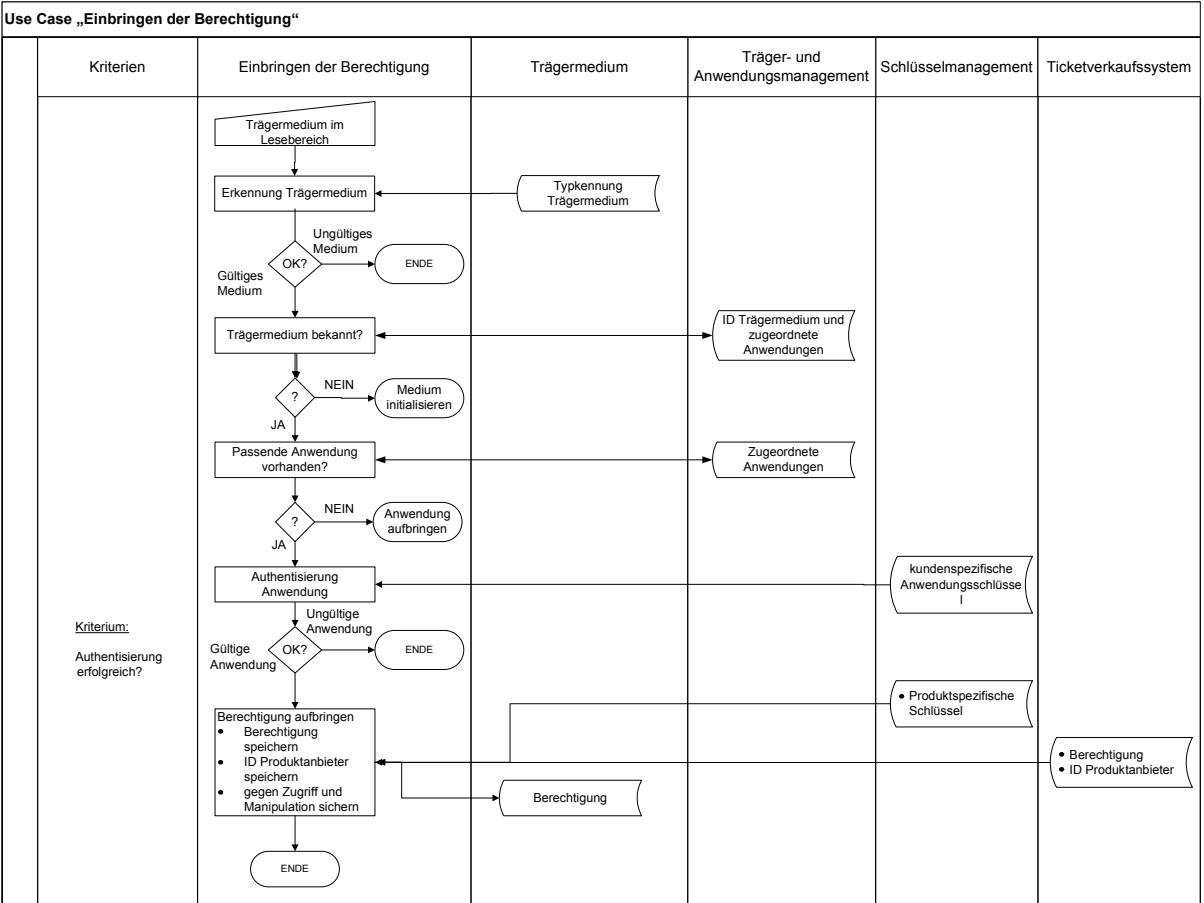 Use Case „Einbringen der Berechtigung“
Kriterien
Einbringen der Berechtigung
Trägermedium
Träger- und
Anwendungsmanagement
Schlüsselmanagement
Ticketverkaufssystem
Trägermedium im
Lesebereich
Erkennung Trägermedium
Typkennung
Trägermedium
Ungültiges
Medium
OK?
ENDE
Gültiges
Medium
Trägermedium bekannt?
ID Trägermedium und
zugeordnete
Anwendungen
?
NEIN
Medium
initialisieren
JA
Passende Anwendung
vorhanden?
Zugeordnete
Anwendungen
?
NEIN
Anwendung
aufbringen
JA
Authentisierung
Anwendung
kundenspezifische
Anwendungsschlüsse
l
Kriterium:
Authentisierung
erfolgreich?
Ungültige
Anwendung
Gültige
Anwendung
OK?
ENDE
• Produktspezifische
Schlüssel
Berechtigung aufbringen
• Berechtigung
speichern
• ID Produktanbieter
speichern
• gegen Zugriff und
Manipulation sichern
• Berechtigung
• ID Produktanbieter
Berechtigung
ENDE